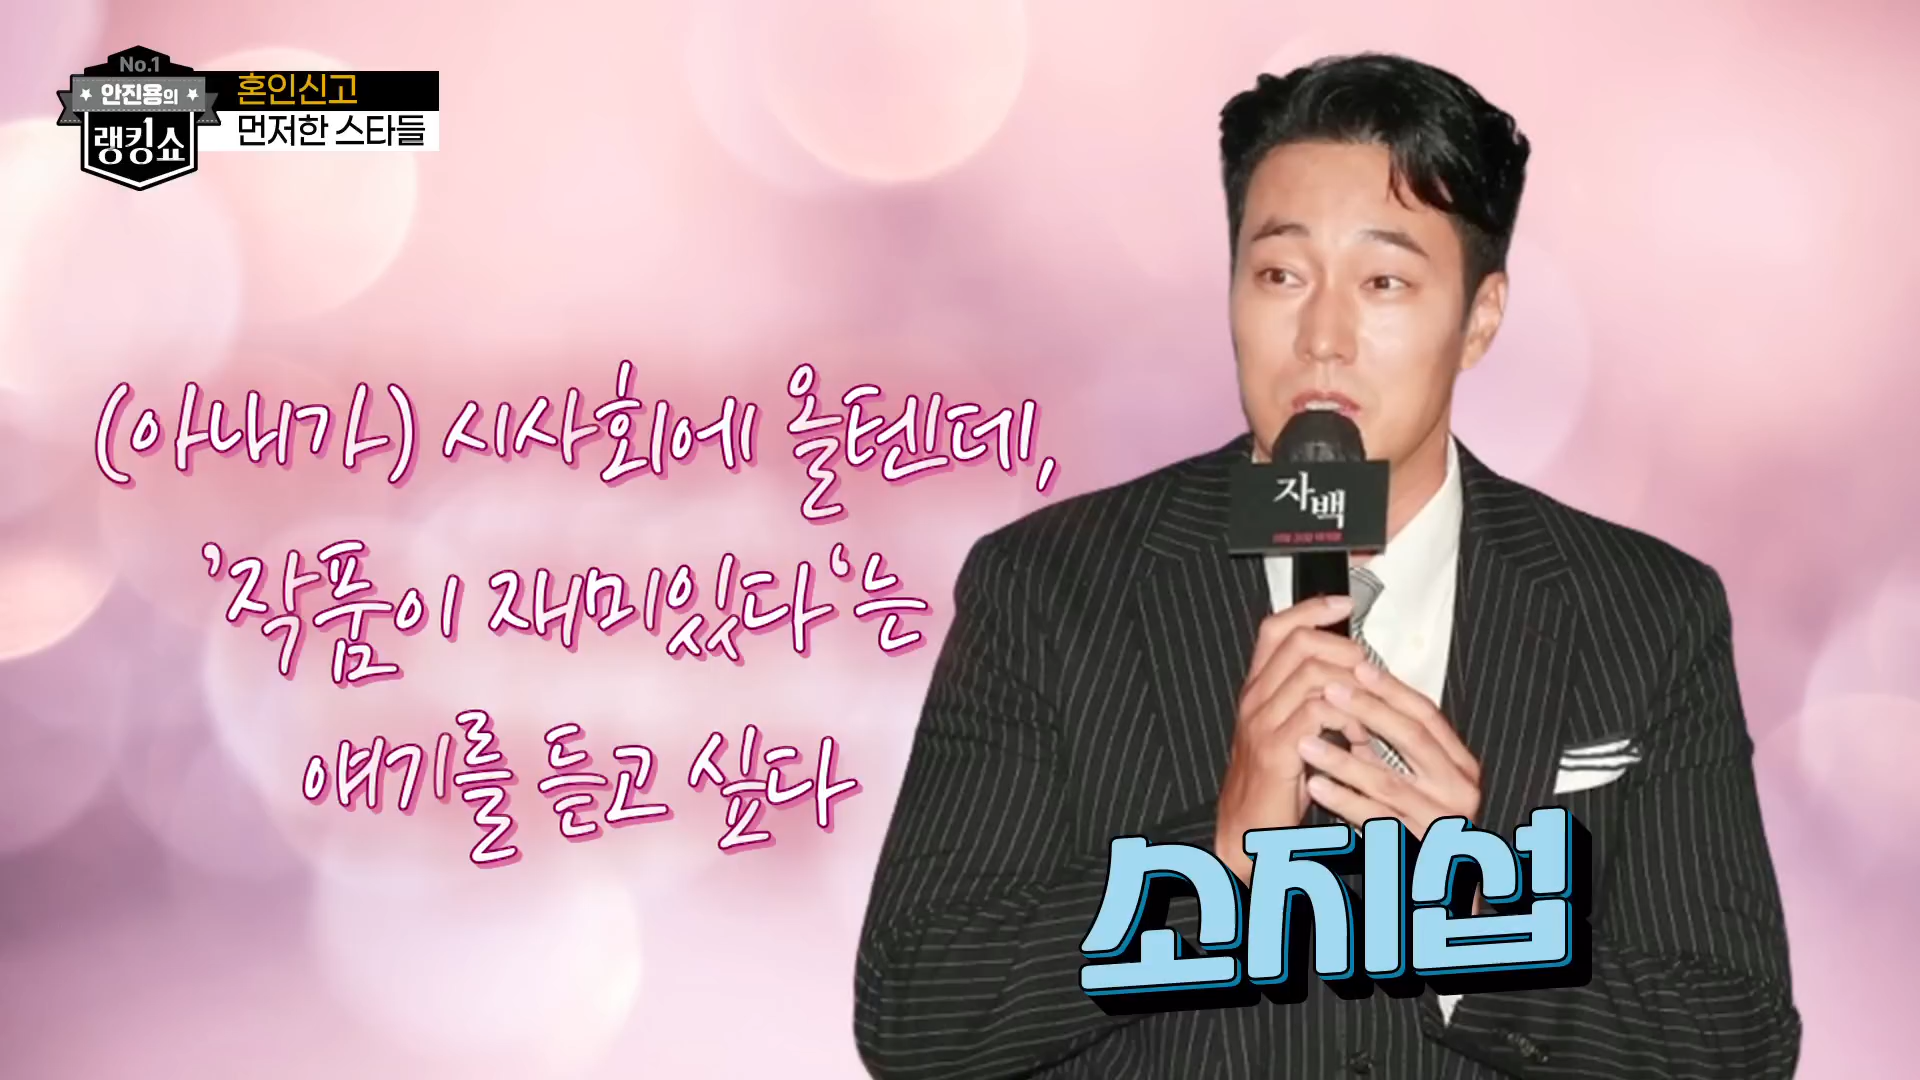 No.1
안진용의
랭킹쇼
혼인신고
먼저한 스타들
(아내가) 시사회에 올텐데,
'작품이 재미있다'는
얘기를 듣고 싶다
자백
소지섭